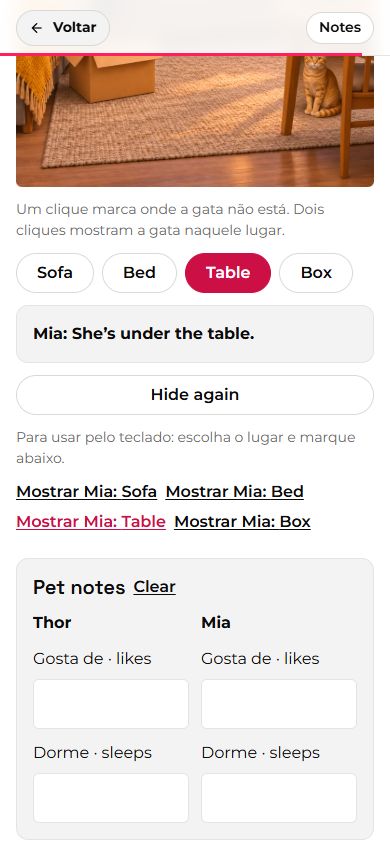 Voltar
Notes
Um clique marca onde a gata não está. Dois
cliques mostram a gata naquele lugar.
Sofa
Bed
Table
Box
Mia: She’s under the table.
Hide again
Para usar pelo teclado: escolha o lugar e marque
abaixo.
Mostrar Mia: Sofa Mostrar Mia: Bed
Mostrar Mia: Table Mostrar Mia: Box
Pet notes Clear
Thor
Mia
Gosta de · likes
Gosta de · likes
Dorme · sleeps
Dorme · sleeps